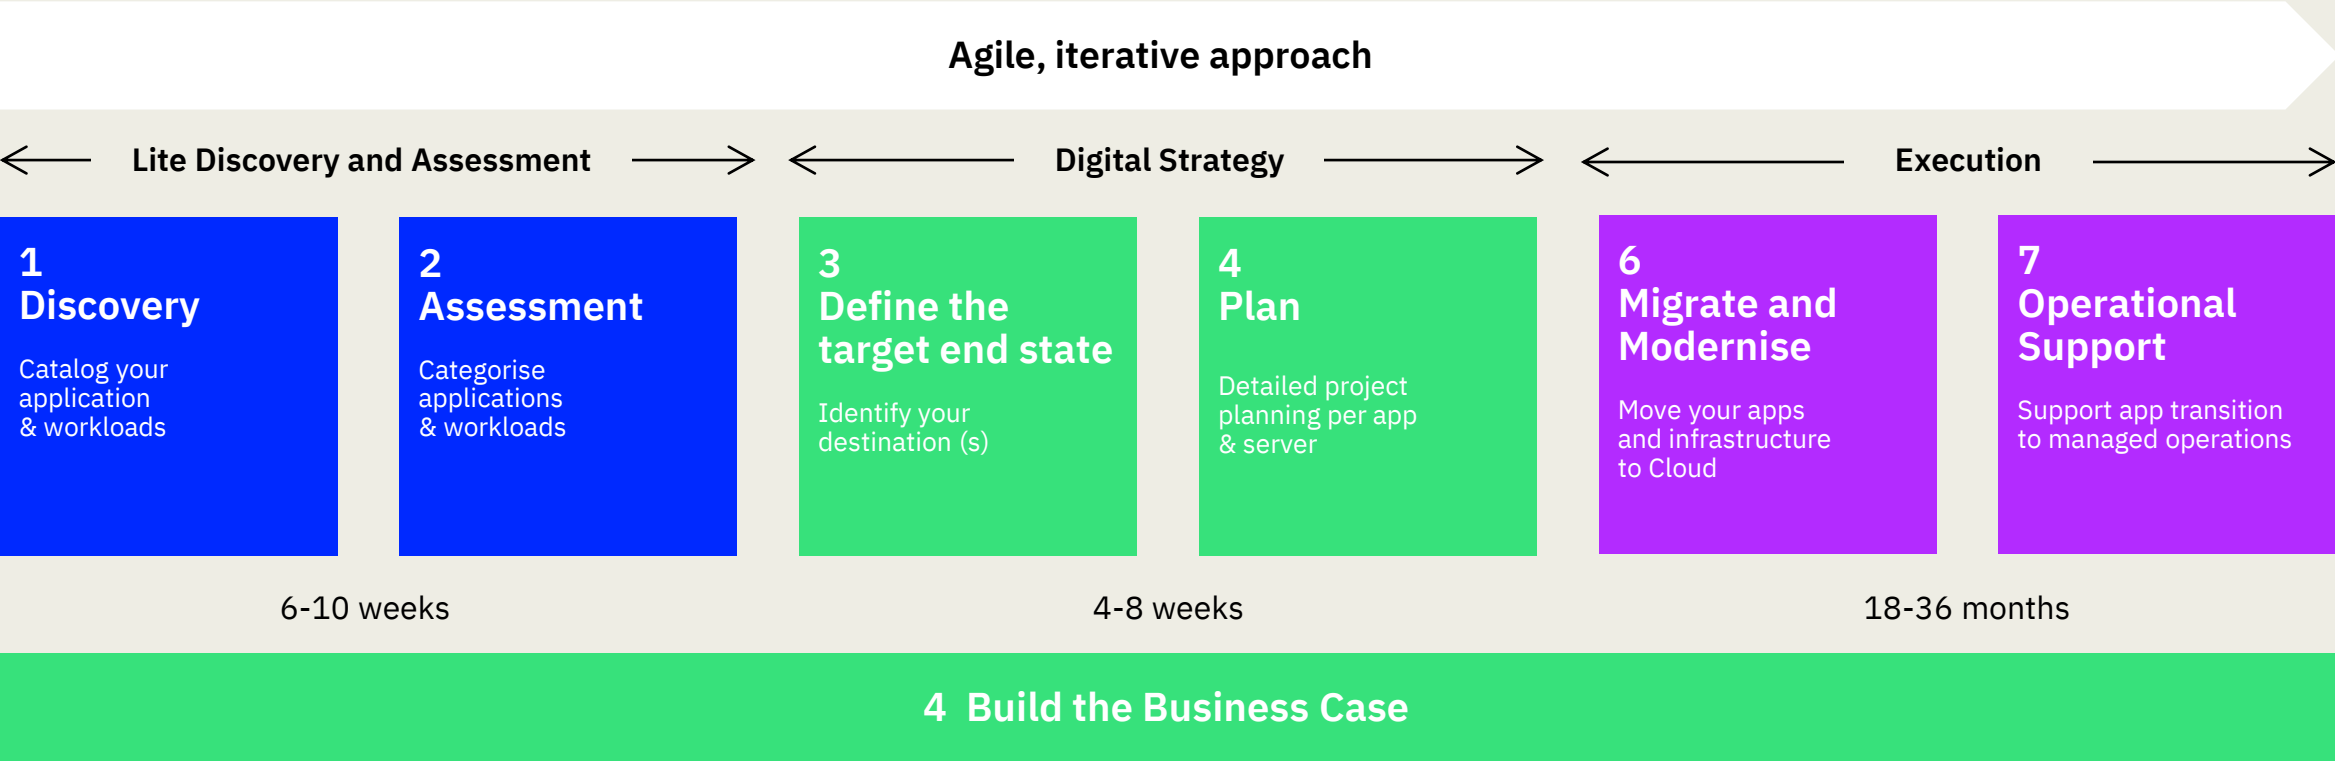 Agile, iterative approach
Lite Discovery and Assessment
Digital Strategy
Execution
1
Discovery
Catalog your
application
& workloads
2
Assessment
Categorise
applications
& workloads
3
Define the
target end state
Identify your
destination (s)
4
Plan
Detailed project
planning per app
& server
6
Migrate and
Modernise
Move your apps
and infrastructure
to Cloud
7
Operational
Support
Support app transition
to managed operations
6-10 weeks
4-8 weeks
18-36 months
4 Build the Business Case